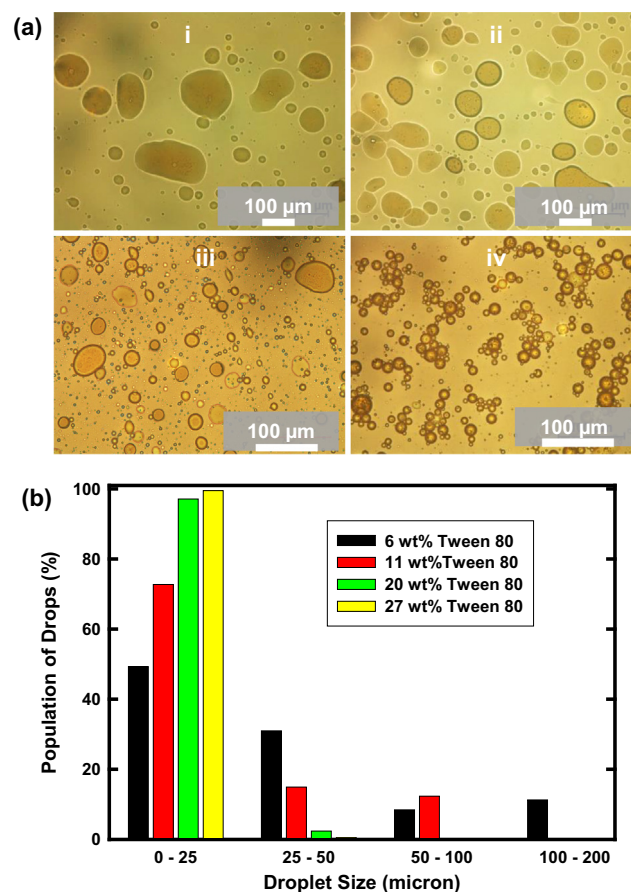 (a)
i
ii
100 µm
100 µm
iii
iv
100 µm
100 µm
(b)
100
80
60
40
20
0
Population of Drops (%)
6 wt% Tween 80
11 wt%Tween 80
20 wt% Tween 80
27 wt% Tween 80
0 - 25
25 - 50
50 - 100
100 - 200
Droplet Size (micron)